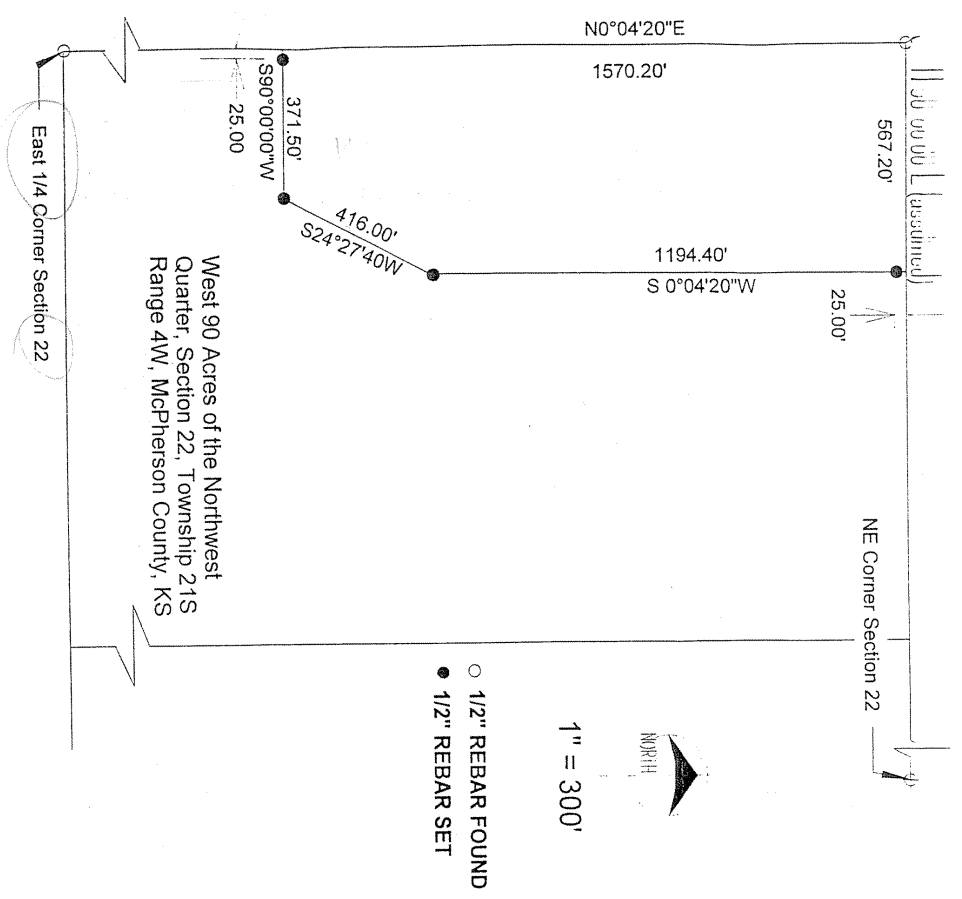 N0°04'20"E
1570.20'
567.20'
(assumed)
371.50'
S90°00'00"W
25.00
416.00'
S24°27'40W
1194.40'
S 0°04'20"W
25.00'
East 1/4 Corner Section 22
West 90 Acres of the Northwest
Quarter, Section 22, Township 21S
Range 4W, McPherson County, KS
NE Corner Section 22
NORTH
1" = 300'
1/2" REBAR FOUND
1/2" REBAR SET